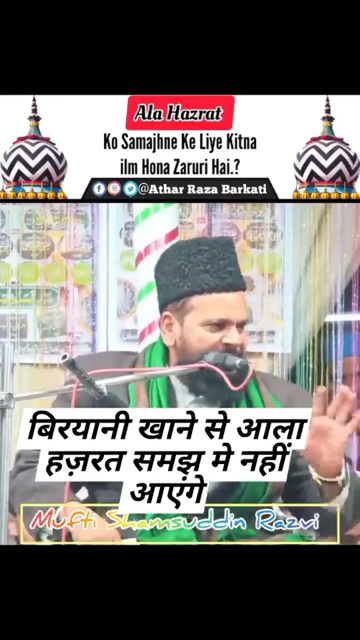 Ala Hazrat
Ko Samajhne Ke Liye Kitna
ilm Hona Zaruri Hai.?
@Athar Raza Barkati
बिरयानी खाने से आला
हज़रत समझ मे नहीं
आएंगे
Mufti Shamsuddin Razvi